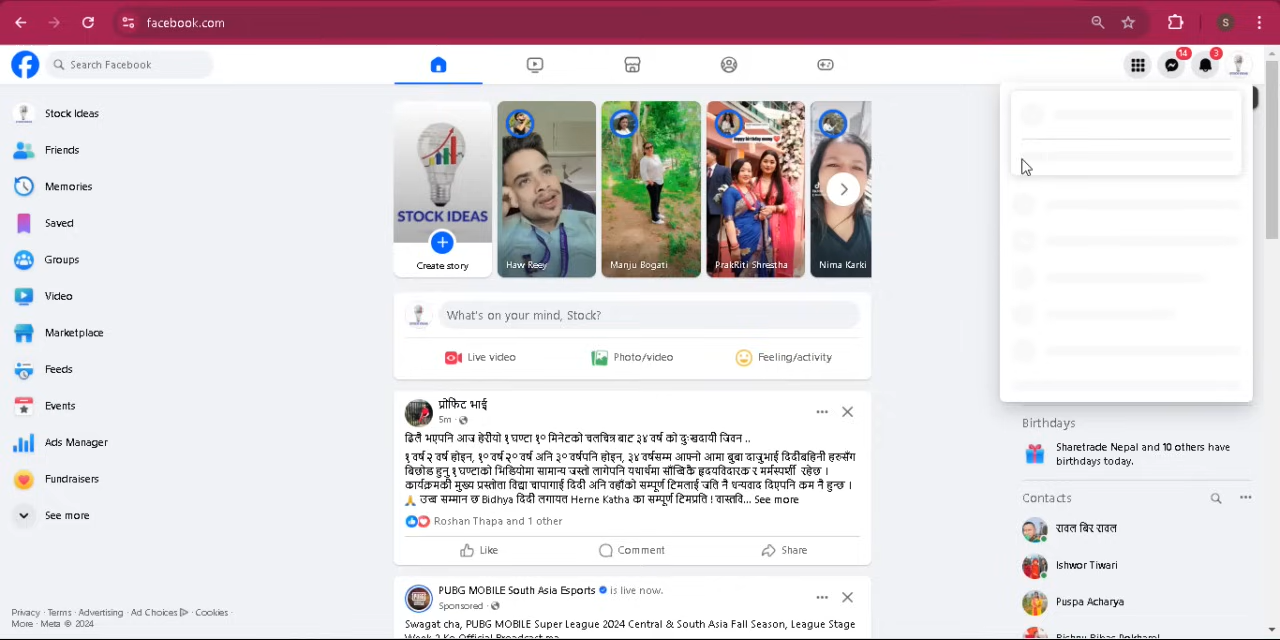 facebook.com
S
Search Facebook
14
3
Stock Ideas
Friends
Memories
Saved
Groups
Video
Marketplace
Feeds
Events
Ads Manager
Fundraisers
See more
Privacy · Terms · Advertising · Ad Choices · Cookies ·
More · Meta © 2024
STOCK IDEAS
Create story
Haw Reey
Manju Bogati
PrakRiti Shrestha
Nima Karki
What's on your mind, Stock?
Live video
Photo/video
Feeling/activity
प्रोफिट भाई
5m ·
ढिलै भएपनि आज हेरीयो १ घण्टा १० मिनेटको चलचित्र बाट ३४ वर्ष को दुःखदायी जिवन ..
१ वर्ष २ वर्ष होइन, १० वर्ष २० वर्ष अनि ३० वर्षपनि होइन, ३४ वर्षसम्म आफ्नो आमा बुबा दाजुभाई दिदीबहिनी हरुसँग
बिछोड हुनु १ घण्टाको भिडियोमा सामान्य जस्तो लागेपनि यथार्थमा साँच्चिकै हृदयविदारक र मर्मस्पर्शी रहेछ ।
कार्यक्रमकी मुख्य प्रस्तोता विद्या चापागाई दिदी अनि वहाँको सम्पूर्ण टिमलाई जति नै धन्यवाद दिएपनि कम नै हुन्छ ।
🙏 उच्च सम्मान छ Bidhya दिदी लगायत Herne Katha का सम्पूर्ण टिमप्रति ! वास्तवि... See more
Roshan Thapa and 1 other
Like
Comment
Share
PUBG MOBILE South Asia Esports is live now.
Sponsored ·
Swagat cha, PUBG MOBILE Super League 2024 Central & South Asia Fall Season, League Stage
Birthdays
Sharetrade Nepal and 10 others have
birthdays today.
Contacts
रावल बिर रावल
Ishwor Tiwari
Puspa Acharya